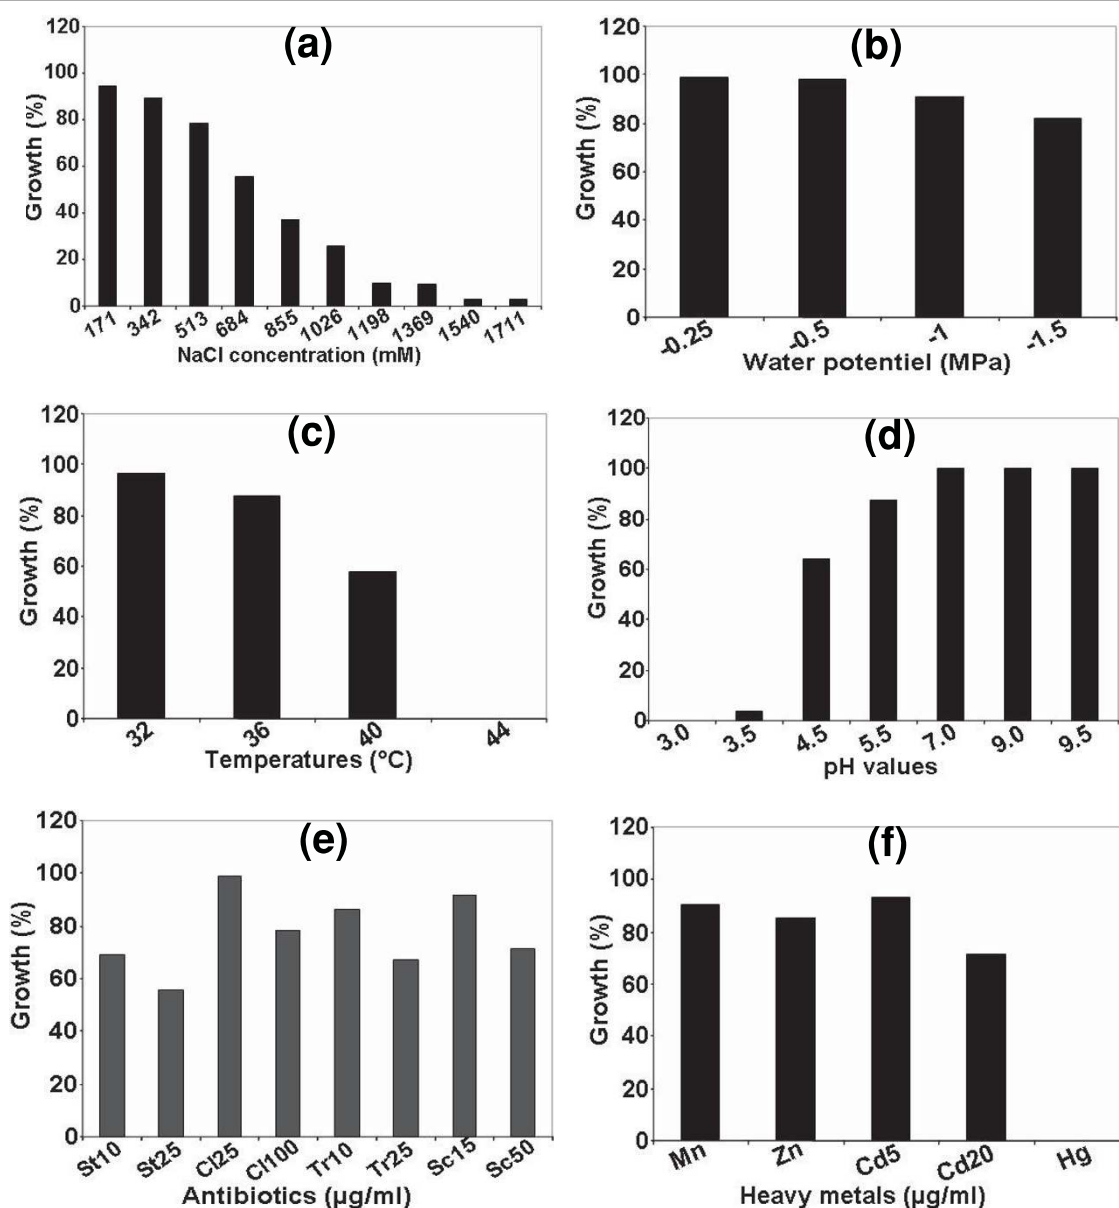 (a)
120
100
80
60
40
20
0
Growth (%)
171 342 513 684 855 1026 1198 1369 1540 1711
NaCl concentration (mM)
(b)
120
100
80
60
40
20
0
Growth (%)
-0.25 -0.5 -1 -1.5
Water potentiel (MPa)
(c)
120
100
80
60
40
20
0
Growth (%)
32 36 40 44
Temperatures (°C)
(d)
120
100
80
60
40
20
0
Growth (%)
3.0 3.5 4.5 5.5 7.0 9.0 9.5
pH values
(e)
120
100
80
60
40
20
0
Growth (%)
St10 St25 Cl25 Cl100 Tr10 Tr25 Sc15 Sc50
Antibiotics (µg/ml)
(f)
120
100
80
60
40
20
0
Growth (%)
Mn Zn Cd5 Cd20 Hg
Heavy metals (µg/ml)